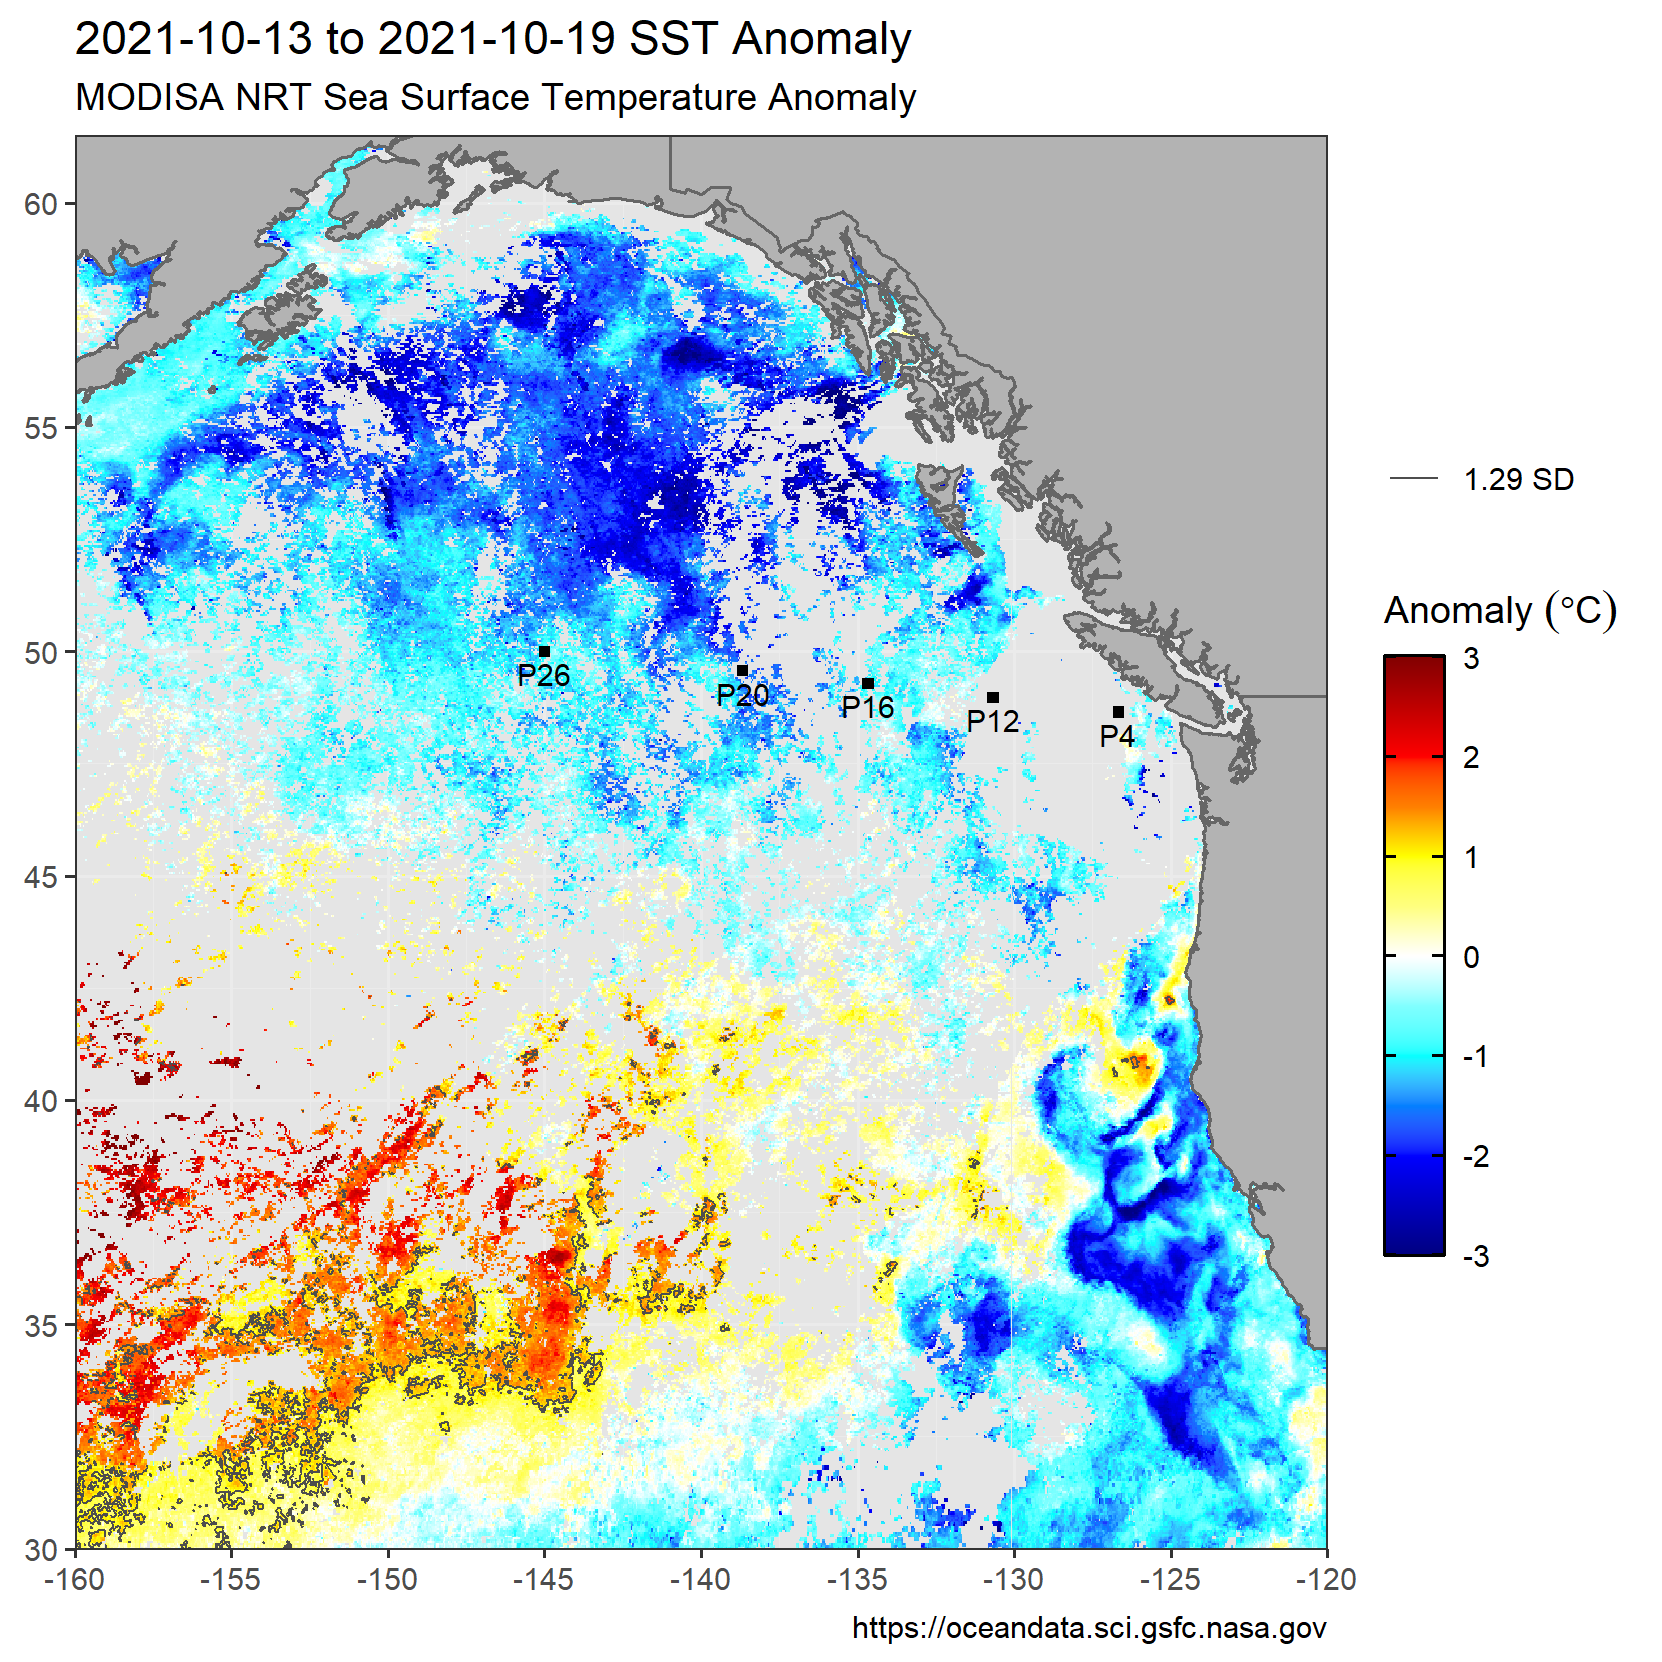 2021-10-13 to 2021-10-19 SST Anomaly
MODISA NRT Sea Surface Temperature Anomaly
60
55
50
45
40
35
30
-160
-155
-150
-145
-140
-135
-130
-125
-120
P26
P20
P16
P12
P4
1.29 SD
Anomaly (°C)
3
2
1
0
-1
-2
-3
https://oceandata.sci.gsfc.nasa.gov